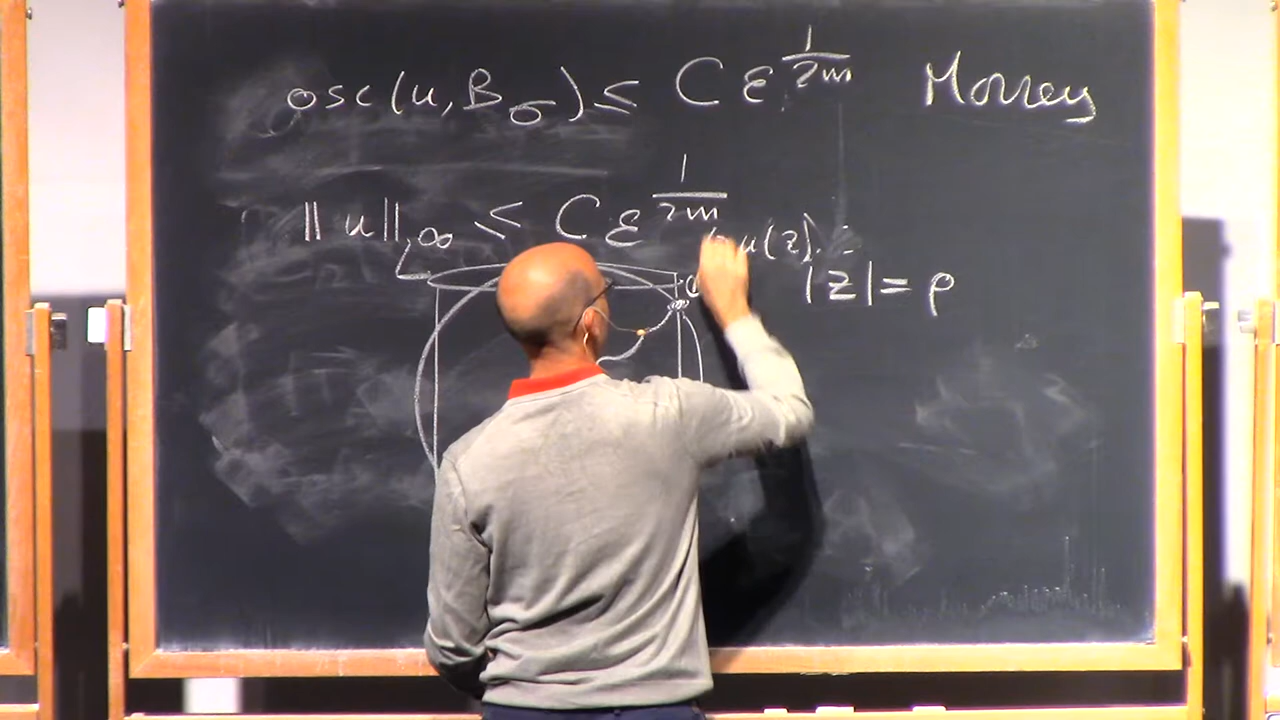 osc(u, B_σ) ≤ C ε^{1/2m} Morrey
‖u‖_{L^∞} ≤ C ε^{1/2m}
u(z)
|z| = ρ